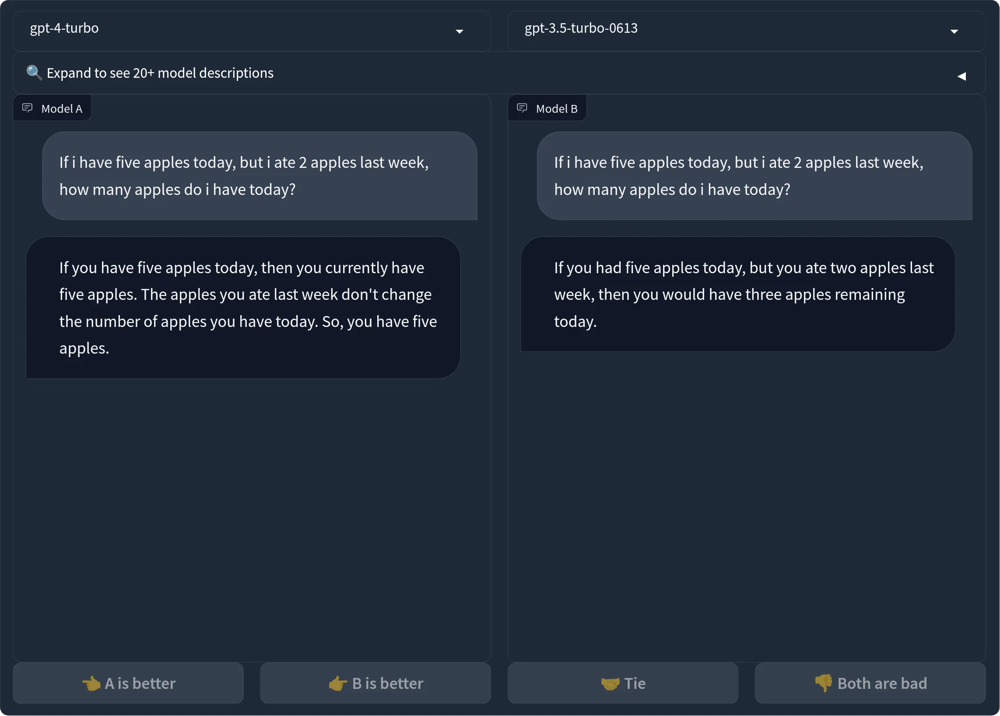 gpt-4-turbo
gpt-3.5-turbo-0613
🔍 Expand to see 20+ model descriptions
Model A
If i have five apples today, but i ate 2 apples last week,
how many apples do i have today?
If you have five apples today, then you currently have
five apples. The apples you ate last week don't change
the number of apples you have today. So, you have five
apples.
Model B
If i have five apples today, but i ate 2 apples last week,
how many apples do i have today?
If you had five apples today, but you ate two apples last
week, then you would have three apples remaining
today.
👈 A is better
👉 B is better
🤝 Tie
👎 Both are bad